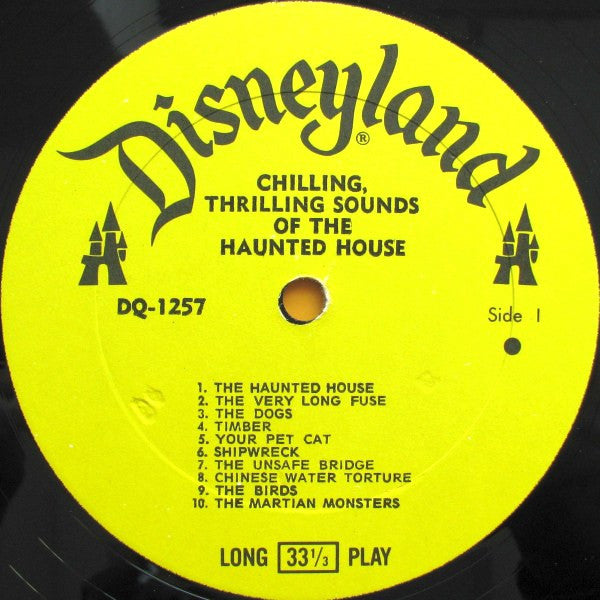 Disneyland®
CHILLING,
THRILLING SOUNDS
OF THE
HAUNTED HOUSE
DQ-1257
Side 1
1. THE HAUNTED HOUSE
2. THE VERY LONG FUSE
3. THE DOGS
4. TIMBER
5. YOUR PET CAT
6. SHIPWRECK
7. THE UNSAFE BRIDGE
8. CHINESE WATER TORTURE
9. THE BIRDS
10. THE MARTIAN MONSTERS
LONG 33 1/3 PLAY